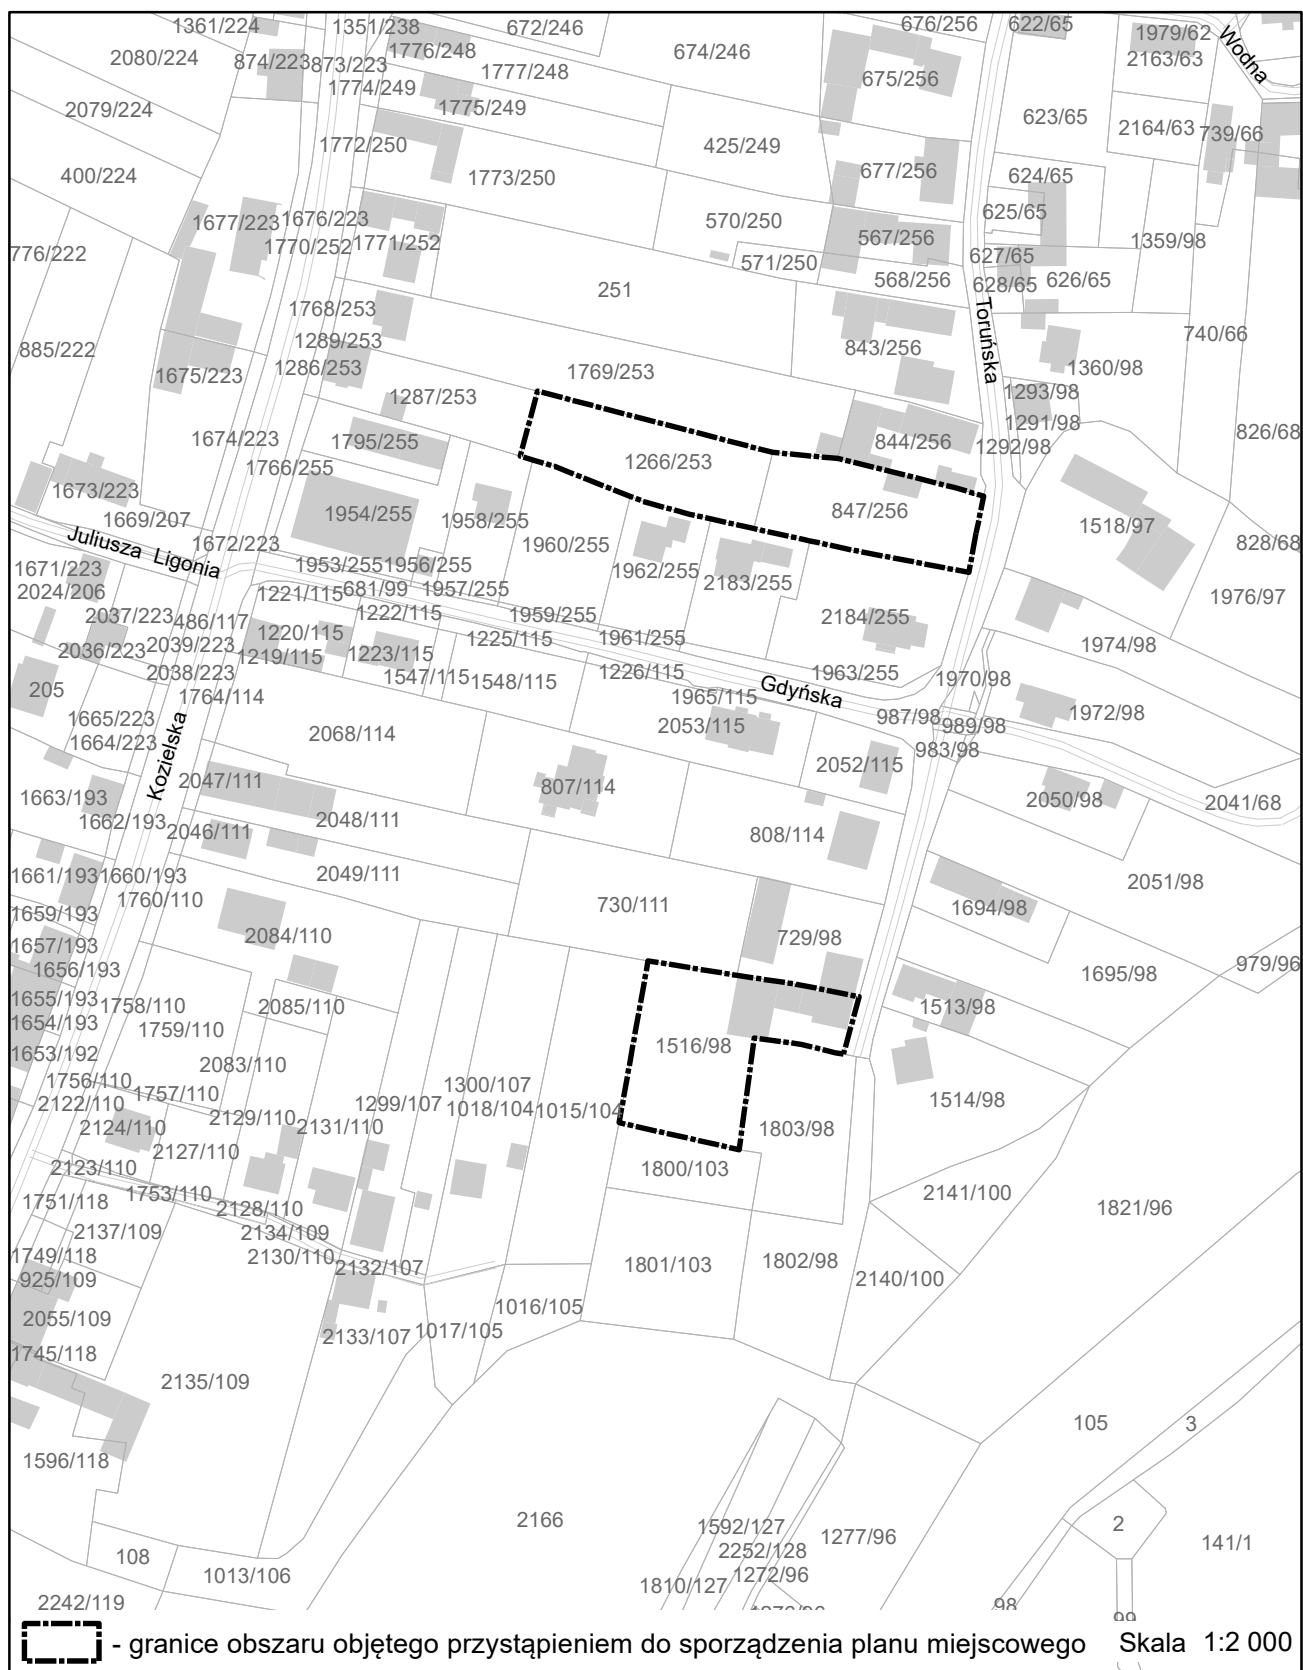 1361/224 1351/238 672/246 676/256 622/65 1979/62
2080/224 874/223 873/223 1776/248 674/246 2163/63 Wodna
1777/248 675/256
1774/249
2079/224 1775/249 623/65 2164/63 739/66
1772/250 425/249
400/224 1773/250 677/256 624/65
1677/223 1676/223 570/250 625/65
776/222 1770/252 1771/252 567/256 1359/98
571/250 627/65
251 568/256 628/65 626/65
1768/253
885/222 1289/253 Toruńska 843/256 740/66
1675/223 1286/253 1769/253 1360/98
1287/253 1293/98
1674/223 1795/255 844/256 1291/98 826/68
1766/255 1266/253 1292/98
1673/223
1669/207 1954/255 1958/255 847/256 1518/97
Juliusza Ligonia 1672/223 1960/255 828/68
1671/223 1953/255 1956/255 1962/255 2183/255
2024/206 1221/115 681/99 1957/255 1976/97
2037/223 486/117 1222/115 1959/255 2184/255
2036/223 2039/223 1220/115 1225/115 1961/255 1974/98
2038/223 1219/115 1223/115 1226/115 1963/255 1970/98
205 1764/114 1547/115 1548/115 1965/115 Gdyńska
1665/223 2053/115 987/98 989/98 1972/98
1664/223 Kozielska 2068/114 983/98
2047/111 807/114 2052/115
1663/193 2050/98 2041/68
1662/193 2046/111 2048/111 808/114
1661/193 1660/193 2049/111 2051/98
1659/193 1760/110 730/111 1694/98
1657/193 2084/110 729/98
1656/193 1695/98 979/96
1655/193 1758/110 2085/110 1513/98
1654/193 1759/110
1653/192 2083/110 1516/98
1756/110 1757/110 1300/107
2122/110 2129/110 1299/107 1018/104 1015/104 1514/98
2124/110 2131/110 1803/98
2127/110
2123/110 1800/103
1751/118 1753/110 2128/110 2141/100 1821/96
2137/109 2134/109
1749/118 2130/110 2132/107 1801/103 1802/98
925/109 2140/100
2055/109 1016/105
1745/118 2133/107 1017/105
2135/109
105 3
1596/118
2166 1592/127 1277/96 2 141/1
108 2252/128
1013/106 1810/127 1272/96
2242/119 98
99
- granice obszaru objętego przystąpieniem do sporządzenia planu miejscowego Skala 1:2 000